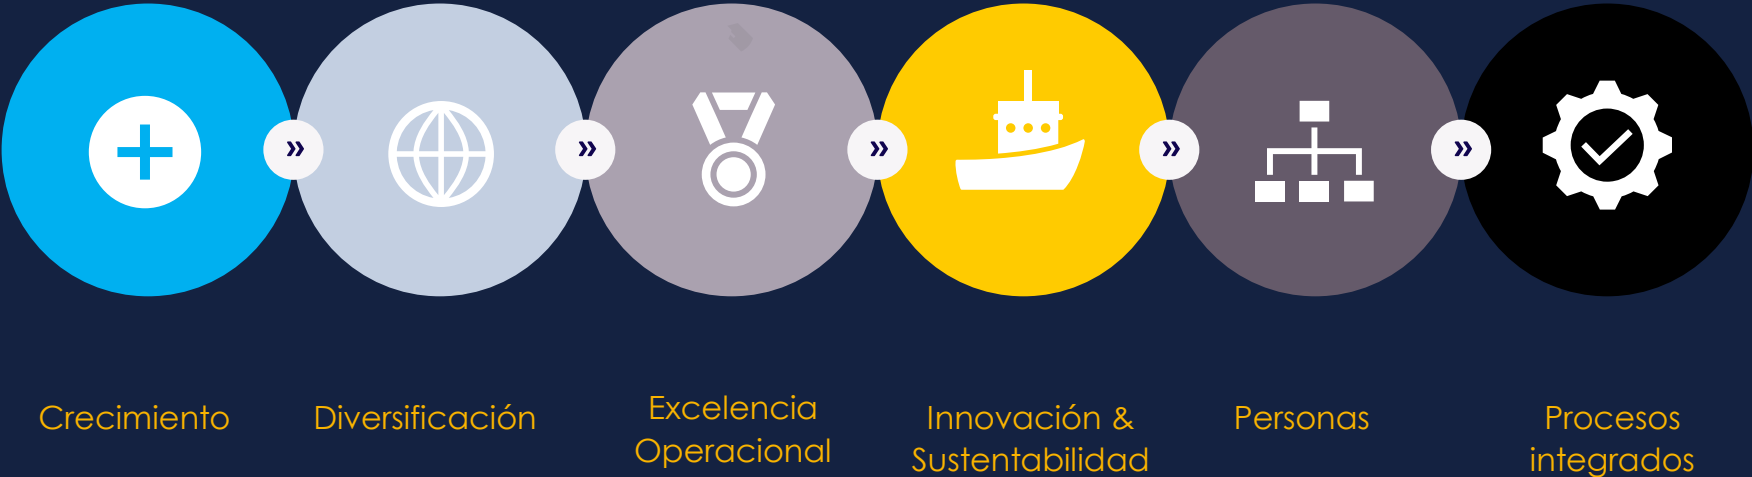 » » » » »
Crecimiento
Diversificación
Excelencia
Operacional
Innovación &
Sustentabilidad
Personas
Procesos
integrados